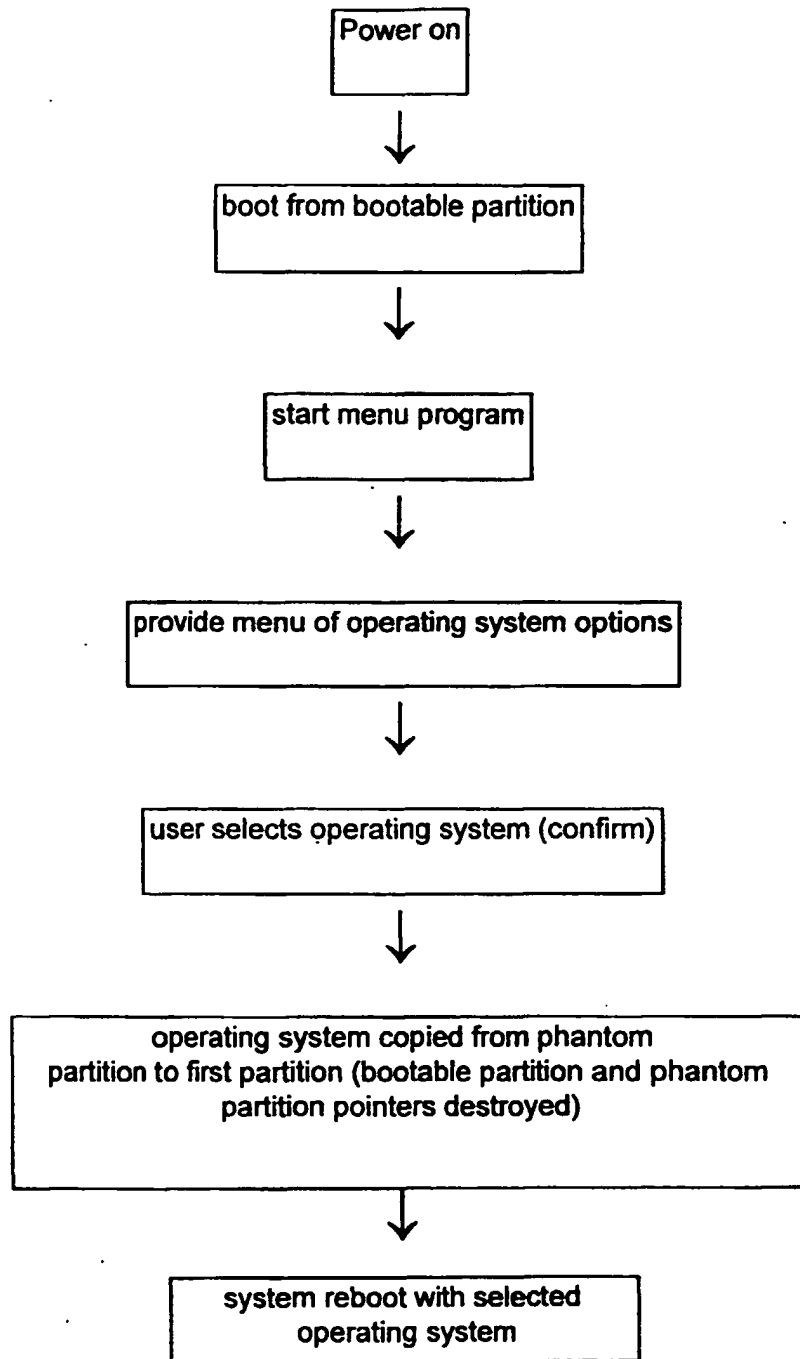 Power on
boot from bootable partition
start menu program
provide menu of operating system options
user selects operating system (confirm)
operating system copied from phantom
partition to first partition (bootable partition and phantom
partition pointers destroyed)
system reboot with selected
operating system